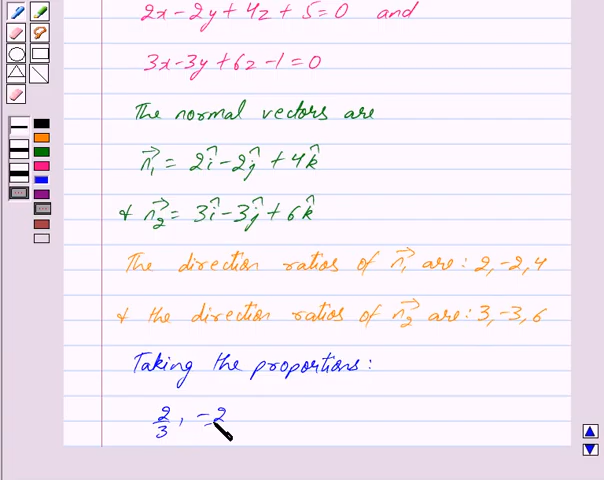 2x-2y+4z+5=0 and
3x-3y+6z-1=0
The normal vectors are
n₁⃗ = 2î-2ĵ+4k̂
& n₂⃗ = 3î-3ĵ+6k̂
The direction ratios of n₁⃗ are: 2,-2,4
& the direction ratios of n₂⃗ are: 3,-3,6
Taking the proportions:
2/3, -2